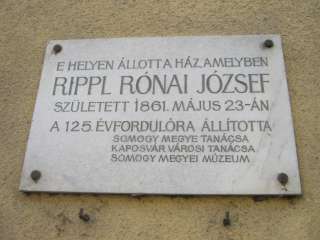 E HELYEN ÁLLOTTA HÁZ, AMELYBEN
RIPPL RÓNAI JÓZSEF
SZÜLETETT 1861. MÁJUS 23-ÁN
A 125. ÉVFORDULÓRA ÁLLÍTOTTA
SOMOGY MEGYE TANÁCSA
KAPOSVÁR VÁROSI TANÁCSA
SOMOGY MEGYEI MÚZEUM